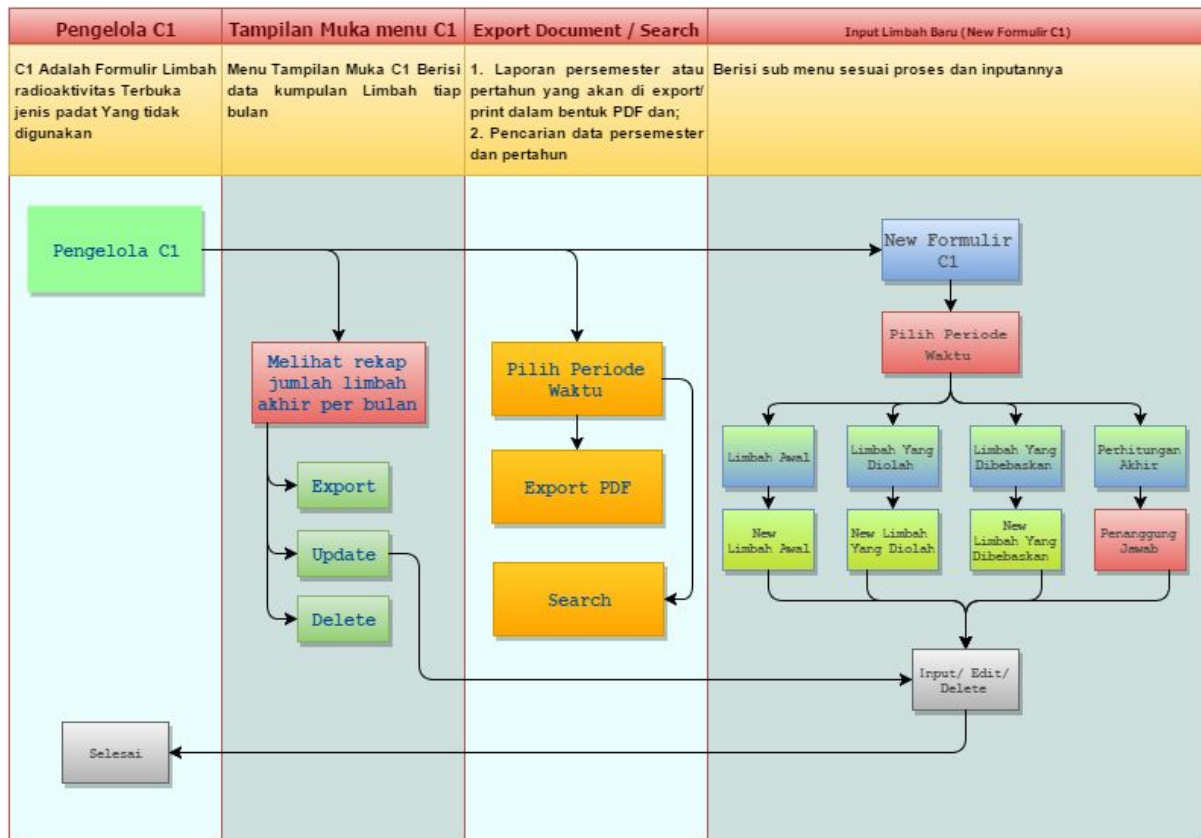 Pengelola C1
Tampilan Muka menu C1
Export Document / Search
Input Limbah Baru (New Formulir C1)
C1 Adalah Formulir Limbah
radioaktivitas Terbuka
jenis padat Yang tidak
digunakan
Menu Tampilan Muka C1 Berisi
data kumpulan Limbah tiap
bulan
1. Laporan persemester atau
pertahun yang akan di export/
print dalam bentuk PDF dan;
2. Pencarian data persemester
dan pertahun
Berisi sub menu sesuai proses dan inputannya
Pengelola C1
Melihat rekap
jumlah limbah
akhir per bulan
Export
Update
Delete
Pilih Periode
Waktu
Export PDF
Search
New Formulir
C1
Pilih Periode
Waktu
Limbah Awal
Limbah Yang
Diolah
Limbah Yang
Dibebaskan
Perhitungan
Akhir
New
Limbah Awal
New Limbah
Yang Diolah
New
Limbah Yang
Dibebaskan
Penanggung
Jawab
Input/ Edit/
Delete
Selesai